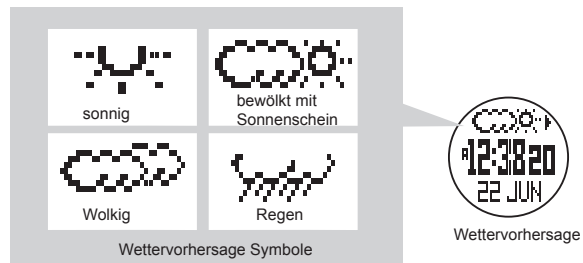 sonnig
bewölkt mit
Sonnenschein
Wolkig
Regen
Wettervorhersage Symbole
A 12:38 20
22 JUN
Wettervorhersage